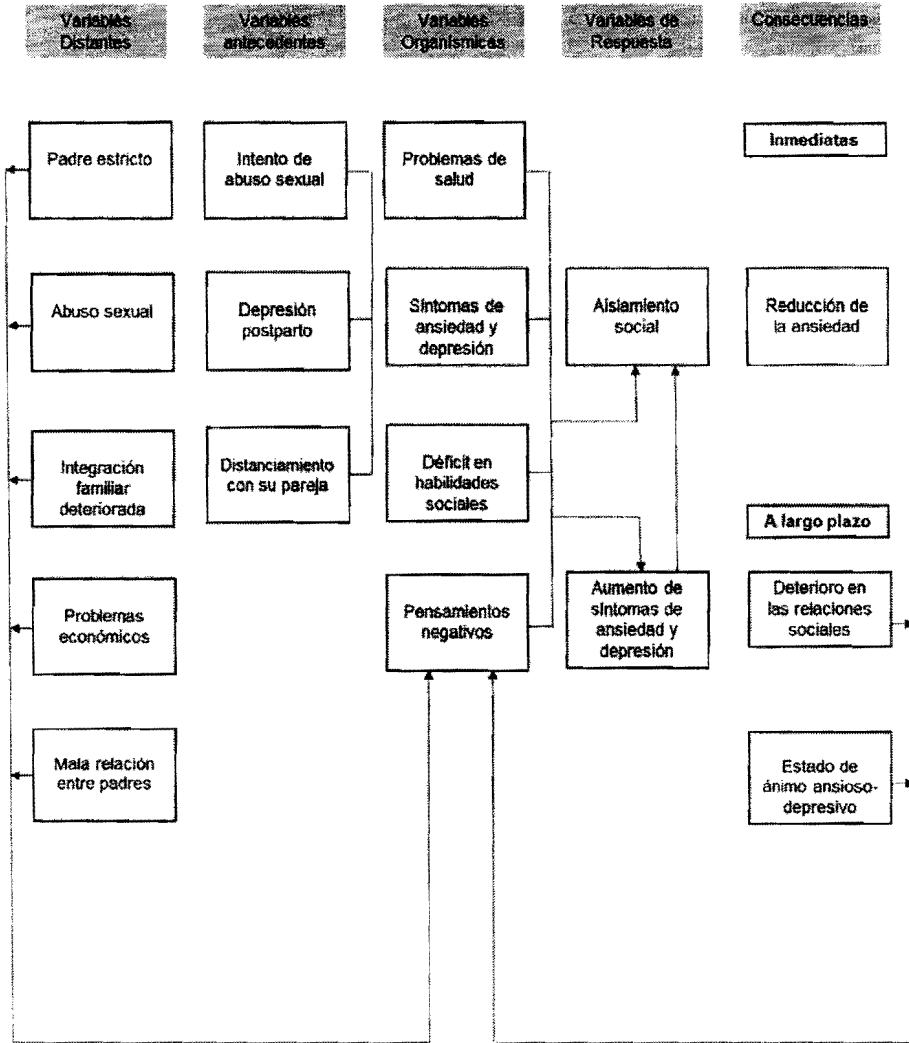 Variables
Distantes
Variables
antecedentes
Variables
Organísmicas
Variables de
Respuesta
Consecuencias
Padre estricto
Intento de
abuso sexual
Problemas de
salud
Inmediatas
Abuso sexual
Depresión
postparto
Síntomas de
ansiedad y
depresión
Aislamiento
social
Reducción de
la ansiedad
Integración
familiar
deteriorada
Distanciamiento
con su pareja
Déficit en
habilidades
sociales
A largo plazo
Problemas
económicos
Pensamientos
negativos
Aumento de
síntomas de
ansiedad y
depresión
Deterioro en
las relaciones
sociales
Mala relación
entre padres
Estado de
ánimo ansioso-
depresivo